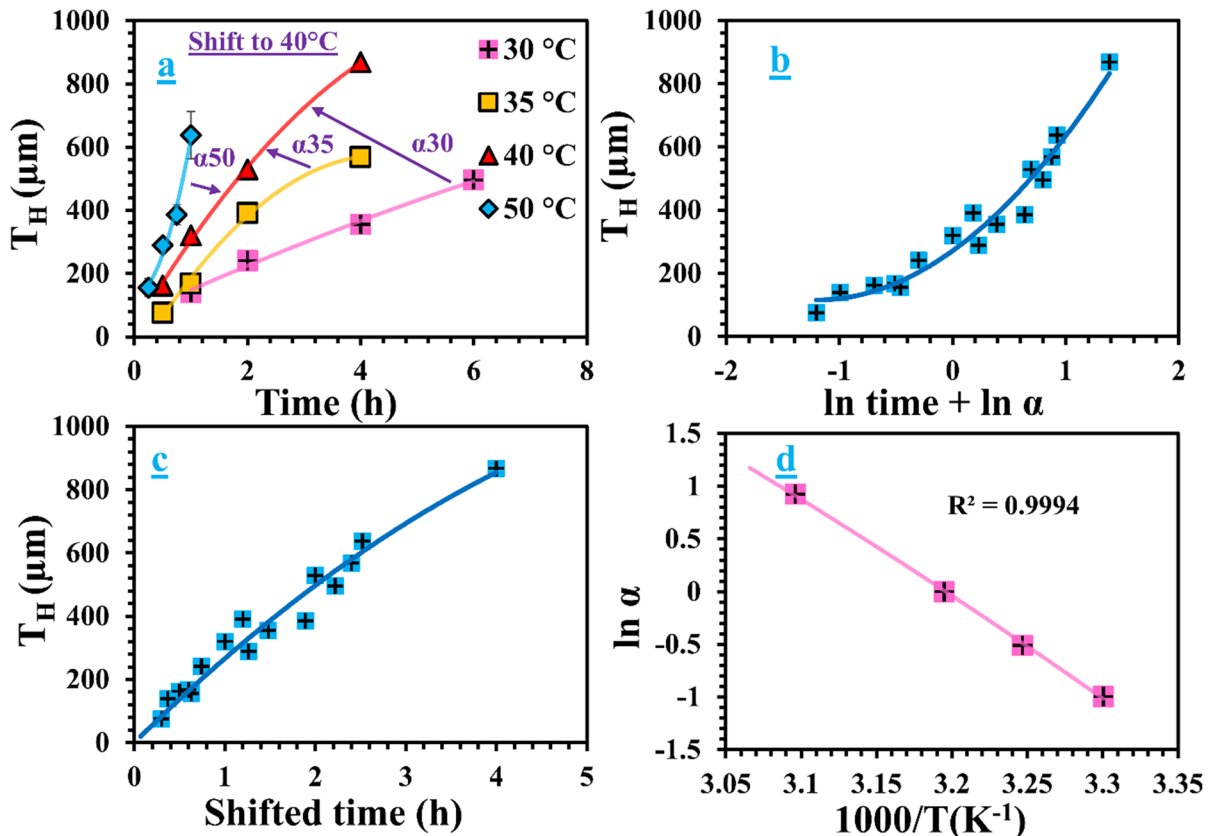 1000
800
600
400
200
0
0
2
4
6
8
T_H (μm)
Time (h)
a
Shift to 40°C
α50
α35
α30
30 °C
35 °C
40 °C
50 °C
1000
800
600
400
200
0
-2
-1
0
1
2
T_H (μm)
ln time + ln α
b
1000
800
600
400
200
0
0
1
2
3
4
5
T_H (μm)
Shifted time (h)
c
1.5
1
0.5
0
-0.5
-1
-1.5
3.05
3.1
3.15
3.2
3.25
3.3
3.35
ln α
1000/T(K⁻¹)
d
R² = 0.9994